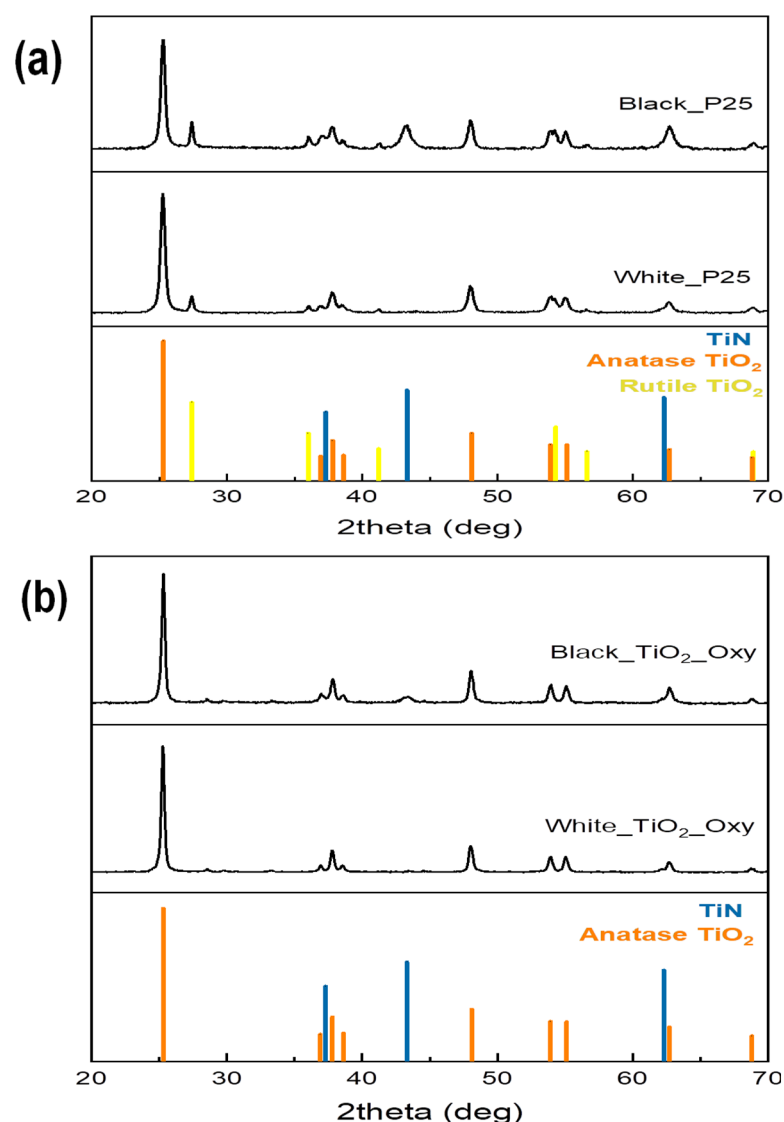 (a)
Black_P25
White_P25
TiN
Anatase TiO₂
Rutile TiO₂
20 30 40 50 60 70
2theta (deg)
(b)
Black_TiO₂_Oxy
White_TiO₂_Oxy
TiN
Anatase TiO₂
20 30 40 50 60 70
2theta (deg)